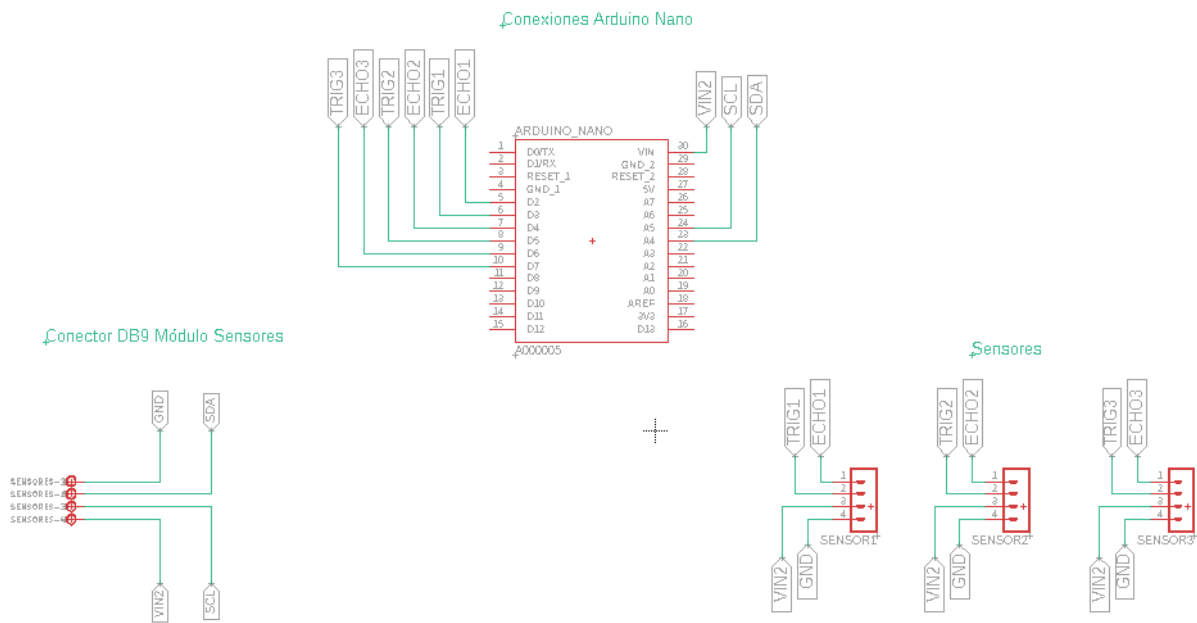 Conexiones Arduino Nano
TRIG3 ECHO3 TRIG2 ECHO2 TRIG1 ECHO1
VIN2 SCL SDA
ARDUINO_NANO
1 D0/TX VIN 30
2 D1/RX GND_2 29
3 RESET_1 RESET_2 28
4 GND_1 5V 27
5 D2 A7 26
6 D3 A6 25
7 D4 A5 24
8 D5 A4 23
9 D6 A3 22
10 D7 A2 21
11 D8 A1 20
12 D9 A0 19
13 D10 AREF 18
14 D11 3V3 17
15 D12 D13 16
A000005
Conector DB9 Módulo Sensores
GND SDA
SENSORES-
SENSORES-
SENSORES-
SENSORES-
VIN2 SCL
Sensores
TRIG1 ECHO1
1
2
3
4
SENSOR1
VIN2 GND
TRIG2 ECHO2
1
2
3
4
SENSOR2
VIN2 GND
TRIG3 ECHO3
1
2
3
4
SENSOR3
VIN2 GND